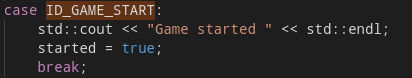 case ID_GAME_START:
    std::cout << "Game started " << std::endl;
    started = true;
    break;